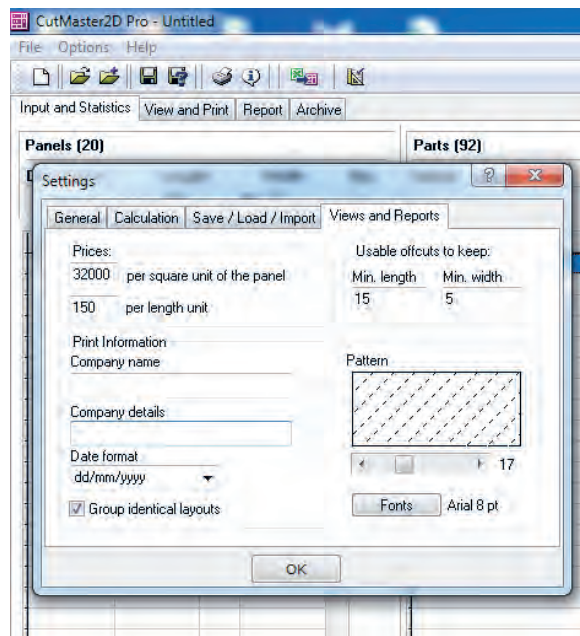 CutMaster2D Pro - Untitled
File Options Help
Input and Statistics View and Print Report Archive
Panels (20) Parts (92)
Settings
General Calculation Save / Load / Import Views and Reports
Prices: Usable offcuts to keep:
32000 per square unit of the panel Min. length Min. width
150 per length unit 15 5
Print Information
Company name Pattern
Company details
Date format
dd/mm/yyyy 17
Group identical layouts Fonts Arial 8 pt
OK